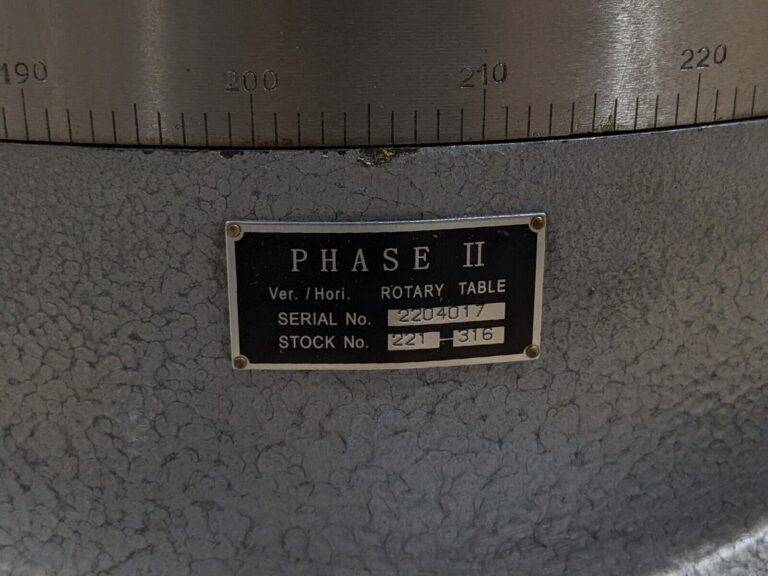 190 200 210 220
PHASE II
Ver. / Hori. ROTARY TABLE
SERIAL No. 2204017
STOCK No. 221-316